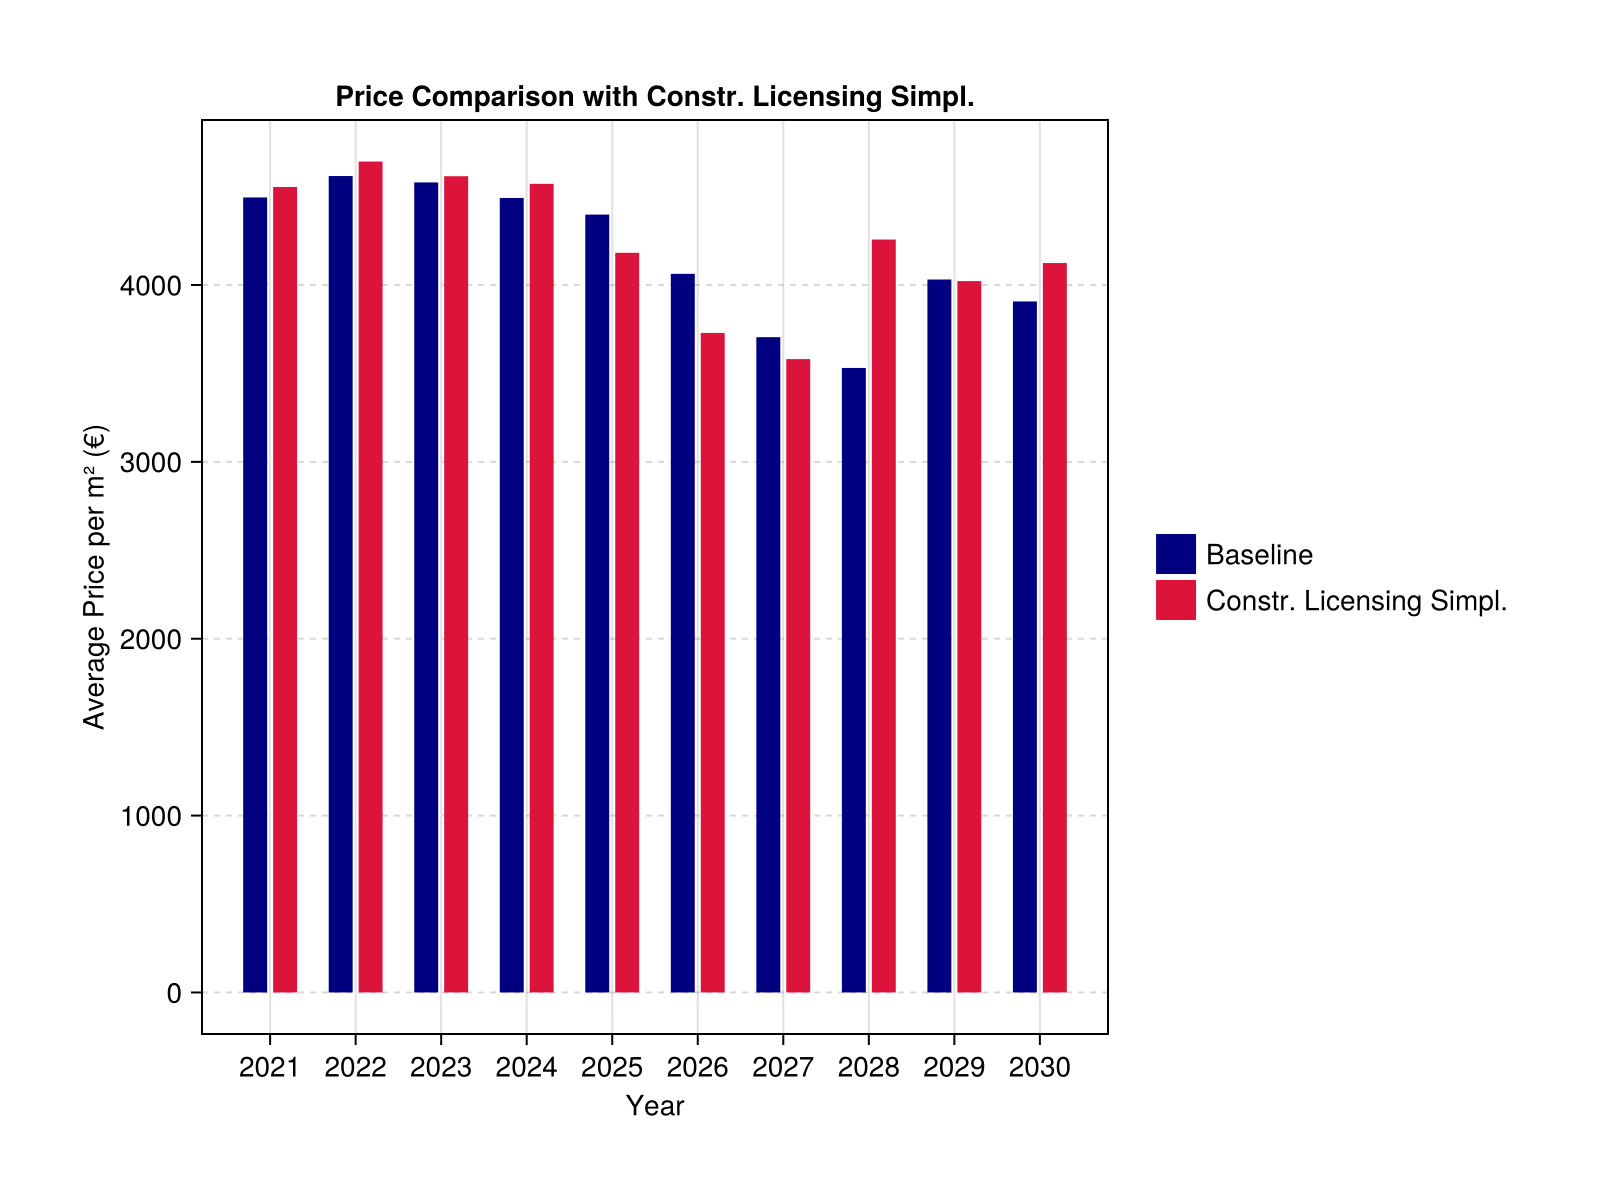 Price Comparison with Constr. Licensing Simpl.
Average Price per m² (€)
4000
3000
2000
1000
0
2021 2022 2023 2024 2025 2026 2027 2028 2029 2030
Year
Baseline
Constr. Licensing Simpl.